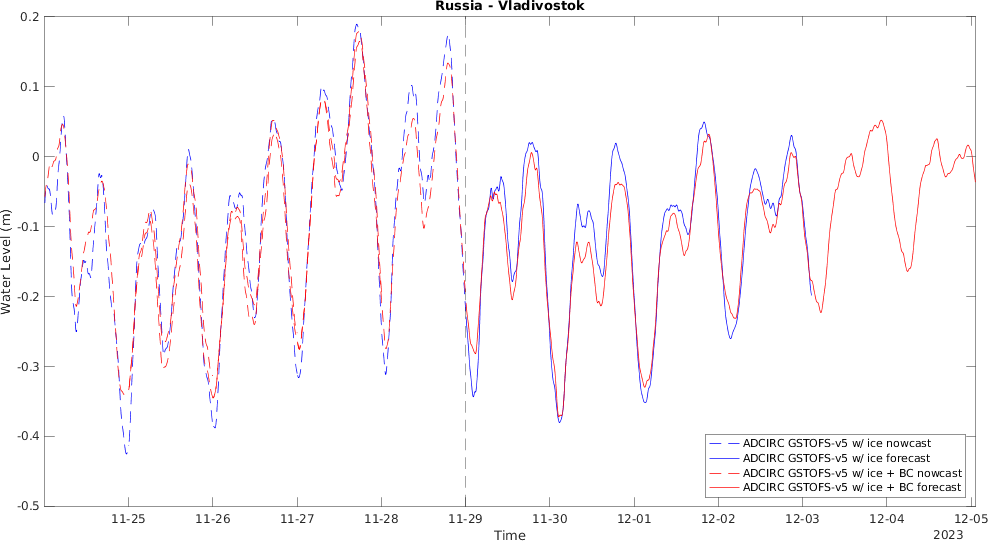 Russia - Vladivostok
0.2
0.1
0
-0.1
-0.2
-0.3
-0.4
-0.5
Water Level (m)
ADCIRC GSTOFS-v5 w/ ice nowcast
ADCIRC GSTOFS-v5 w/ ice forecast
ADCIRC GSTOFS-v5 w/ ice + BC nowcast
ADCIRC GSTOFS-v5 w/ ice + BC forecast
11-25 11-26 11-27 11-28 11-29 11-30 12-01 12-02 12-03 12-04 12-05
Time
2023